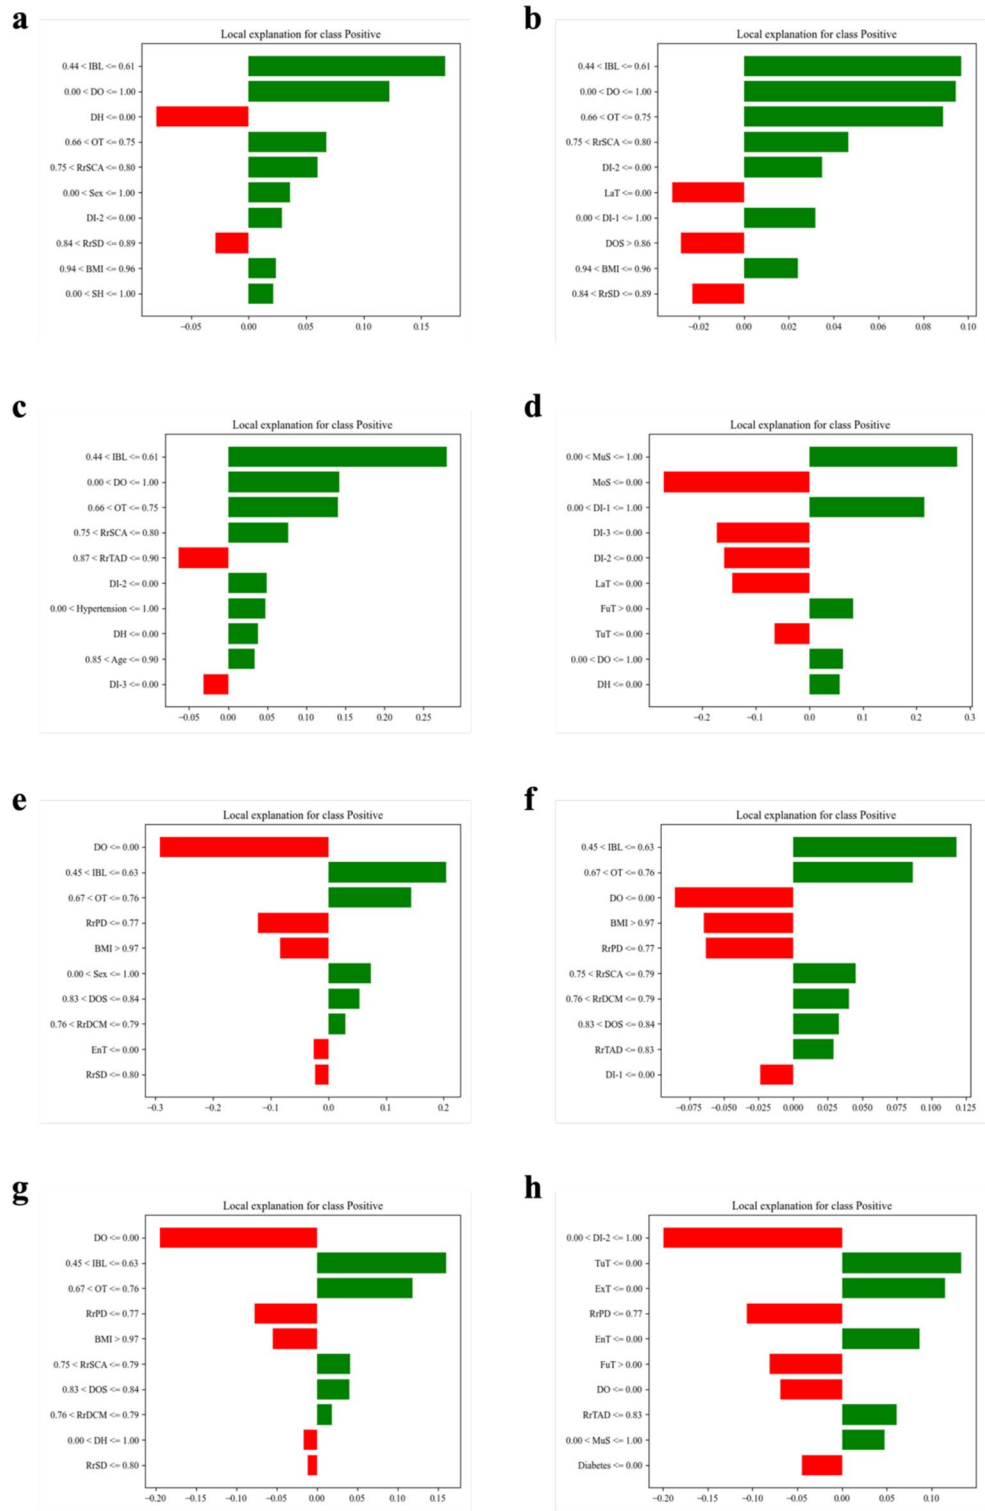 a
Local explanation for class Positive
0.44 < IBL <= 0.61
0.00 < DO <= 1.00
DH <= 0.00
0.66 < OT <= 0.75
0.75 < RrSCA <= 0.80
0.00 < Sex <= 1.00
DI-2 <= 0.00
0.84 < RrSD <= 0.89
0.94 < BMI <= 0.96
0.00 < SH <= 1.00
−0.05 0.00 0.05 0.10 0.15
b
Local explanation for class Positive
0.44 < IBL <= 0.61
0.00 < DO <= 1.00
0.66 < OT <= 0.75
0.75 < RrSCA <= 0.80
DI-2 <= 0.00
LaT <= 0.00
0.00 < DI-1 <= 1.00
DOS > 0.86
0.94 < BMI <= 0.96
0.84 < RrSD <= 0.89
−0.02 0.00 0.02 0.04 0.06 0.08 0.10
c
Local explanation for class Positive
0.44 < IBL <= 0.61
0.00 < DO <= 1.00
0.66 < OT <= 0.75
0.75 < RrSCA <= 0.80
0.87 < RrTAD <= 0.90
DI-2 <= 0.00
0.00 < Hypertension <= 1.00
DH <= 0.00
0.85 < Age <= 0.90
DI-3 <= 0.00
−0.05 0.00 0.05 0.10 0.15 0.20 0.25
d
Local explanation for class Positive
0.00 < MuS <= 1.00
MoS <= 0.00
0.00 < DI-1 <= 1.00
DI-3 <= 0.00
DI-2 <= 0.00
LaT <= 0.00
FuT > 0.00
TuT <= 0.00
0.00 < DO <= 1.00
DH <= 0.00
−0.2 −0.1 0.0 0.1 0.2 0.3
e
Local explanation for class Positive
DO <= 0.00
0.45 < IBL <= 0.63
0.67 < OT <= 0.76
RrPD <= 0.77
BMI > 0.97
0.00 < Sex <= 1.00
0.83 < DOS <= 0.84
0.76 < RrDCM <= 0.79
EnT <= 0.00
RrSD <= 0.80
−0.3 −0.2 −0.1 0.0 0.1 0.2
f
Local explanation for class Positive
0.45 < IBL <= 0.63
0.67 < OT <= 0.76
DO <= 0.00
BMI > 0.97
RrPD <= 0.77
0.75 < RrSCA <= 0.79
0.76 < RrDCM <= 0.79
0.83 < DOS <= 0.84
RrTAD <= 0.83
DI-1 <= 0.00
−0.075 −0.050 −0.025 0.000 0.025 0.050 0.075 0.100 0.125
g
Local explanation for class Positive
DO <= 0.00
0.45 < IBL <= 0.63
0.67 < OT <= 0.76
RrPD <= 0.77
BMI > 0.97
0.75 < RrSCA <= 0.79
0.83 < DOS <= 0.84
0.76 < RrDCM <= 0.79
0.00 < DH <= 1.00
RrSD <= 0.80
−0.20 −0.15 −0.10 −0.05 0.00 0.05 0.10 0.15
h
Local explanation for class Positive
0.00 < DI-2 <= 1.00
TuT <= 0.00
ExT <= 0.00
RrPD <= 0.77
EnT <= 0.00
FuT > 0.00
DO <= 0.00
RrTAD <= 0.83
0.00 < MuS <= 1.00
Diabetes <= 0.00
−0.20 −0.15 −0.10 −0.05 0.00 0.05 0.10